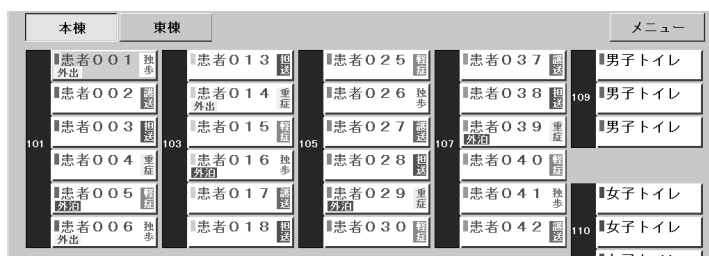 本棟 東棟 メニュー
101
患者001 独歩
外出
患者002 護送
患者003 担送
患者004 重症
患者005 軽症
外泊
患者006 独歩
外出
103
患者013 担送
患者014 重症
外出
患者015 軽症
患者016 独歩
外泊
患者017 護送
患者018 担送
105
患者025 軽症
患者026 独歩
患者027 護送
患者028 担送
患者029 重症
外泊
患者030 軽症
107
患者037 護送
患者038 担送
患者039 重症
外泊
患者040 軽症
患者041 独歩
患者042 護送
109
男子トイレ
男子トイレ
男子トイレ
110
女子トイレ
女子トイレ